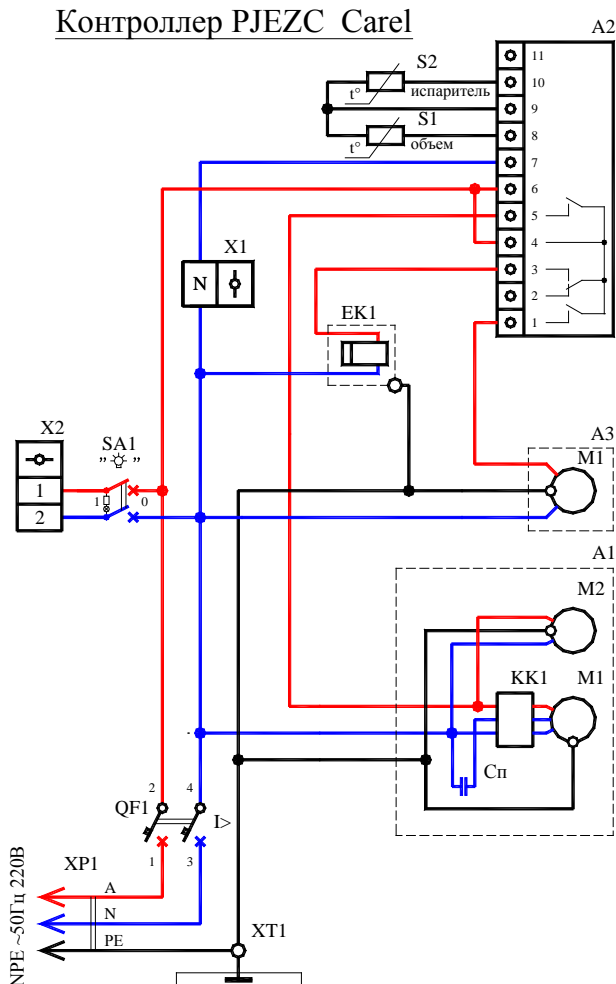 Контроллер PJEZC Carel
A2
11
S2
10
t° испаритель
9
S1
8
t° объем
7
6
5
X1
4
N
3
EK1
2
1
X2
SA1
A3
" "
M1
1
1 0
2
A1
M2
KK1
M1
Сп
2 4
QF1
I>
1 3
XP1
A
N
PE
XT1
NPE ~50Гц 220В